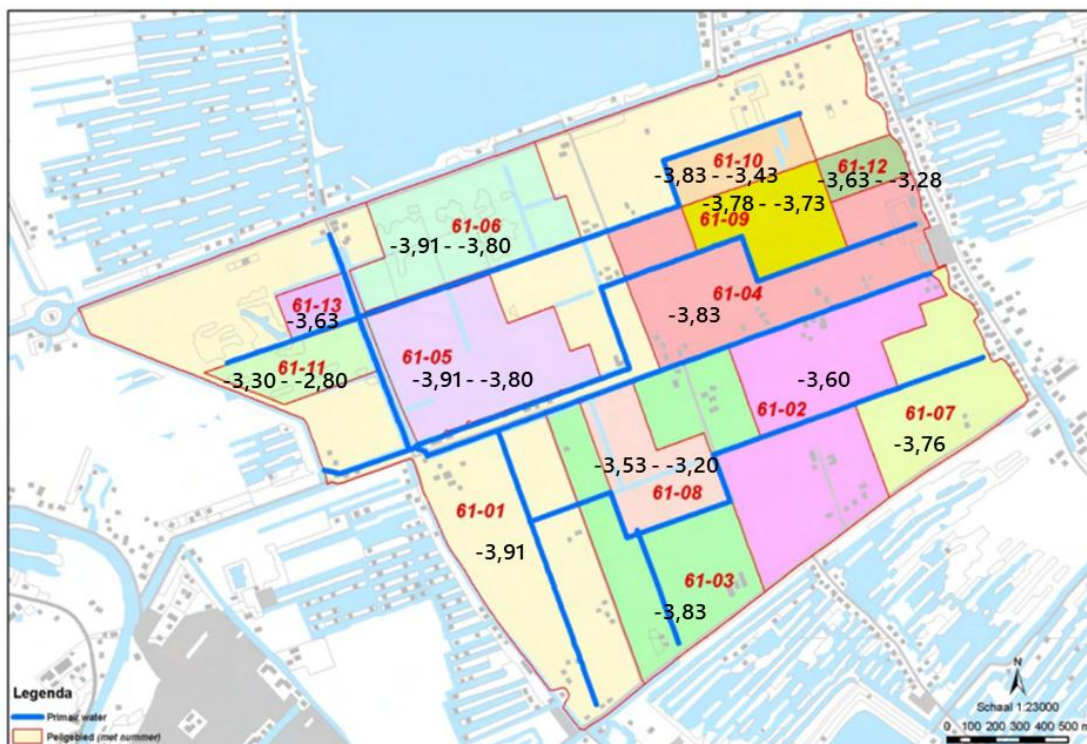 61-10
-3,83 - -3,43
61-12
-3,63 - -3,28
-3,78 - -3,73
61-09
61-06
-3,91 - -3,80
61-13
-3,63
61-04
-3,83
61-05
-3,91 - -3,80
61-11
-3,30 - -2,80
-3,60
61-02
61-07
-3,76
-3,53 - -3,20
61-08
61-01
-3,91
61-03
-3,83
N
Schaal 1:23000
0 100 200 300 400 500 m
Legenda
Primair water
Peilgebied (met nummer)